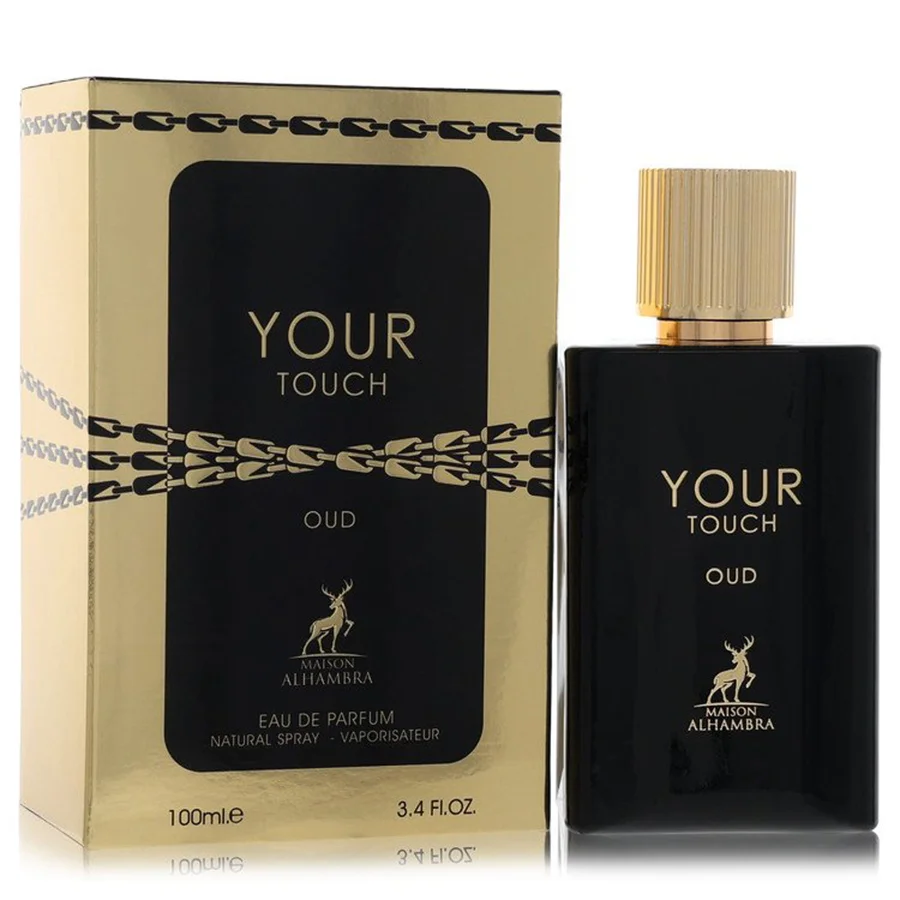 YOUR
TOUCH
OUD
MAISON
ALHAMBRA
EAU DE PARFUM
NATURAL SPRAY - VAPORISATEUR
100ml.e
3.4 Fl.OZ.
YOUR
TOUCH
OUD
MAISON
ALHAMBRA